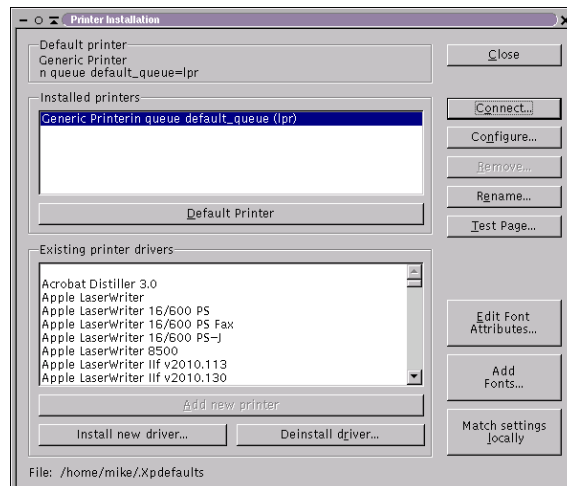 Printer Installation
Default printer
Generic Printer
n queue default_queue=lpr
Close
Installed printers
Generic Printerin queue default_queue (lpr)
Connect...
Configure...
Remove...
Rename...
Default Printer
Test Page...
Existing printer drivers
Acrobat Distiller 3.0
Apple LaserWriter
Apple LaserWriter 16/600 PS
Apple LaserWriter 16/600 PS Fax
Apple LaserWriter 16/600 PS-J
Apple LaserWriter 8500
Apple LaserWriter IIf v2010.113
Apple LaserWriter IIf v2010.130
Edit Font
Attributes...
Add
Fonts...
Add new printer
Install new driver...
Deinstall driver...
Match settings
locally
File: /home/mike/.Xpdefaults